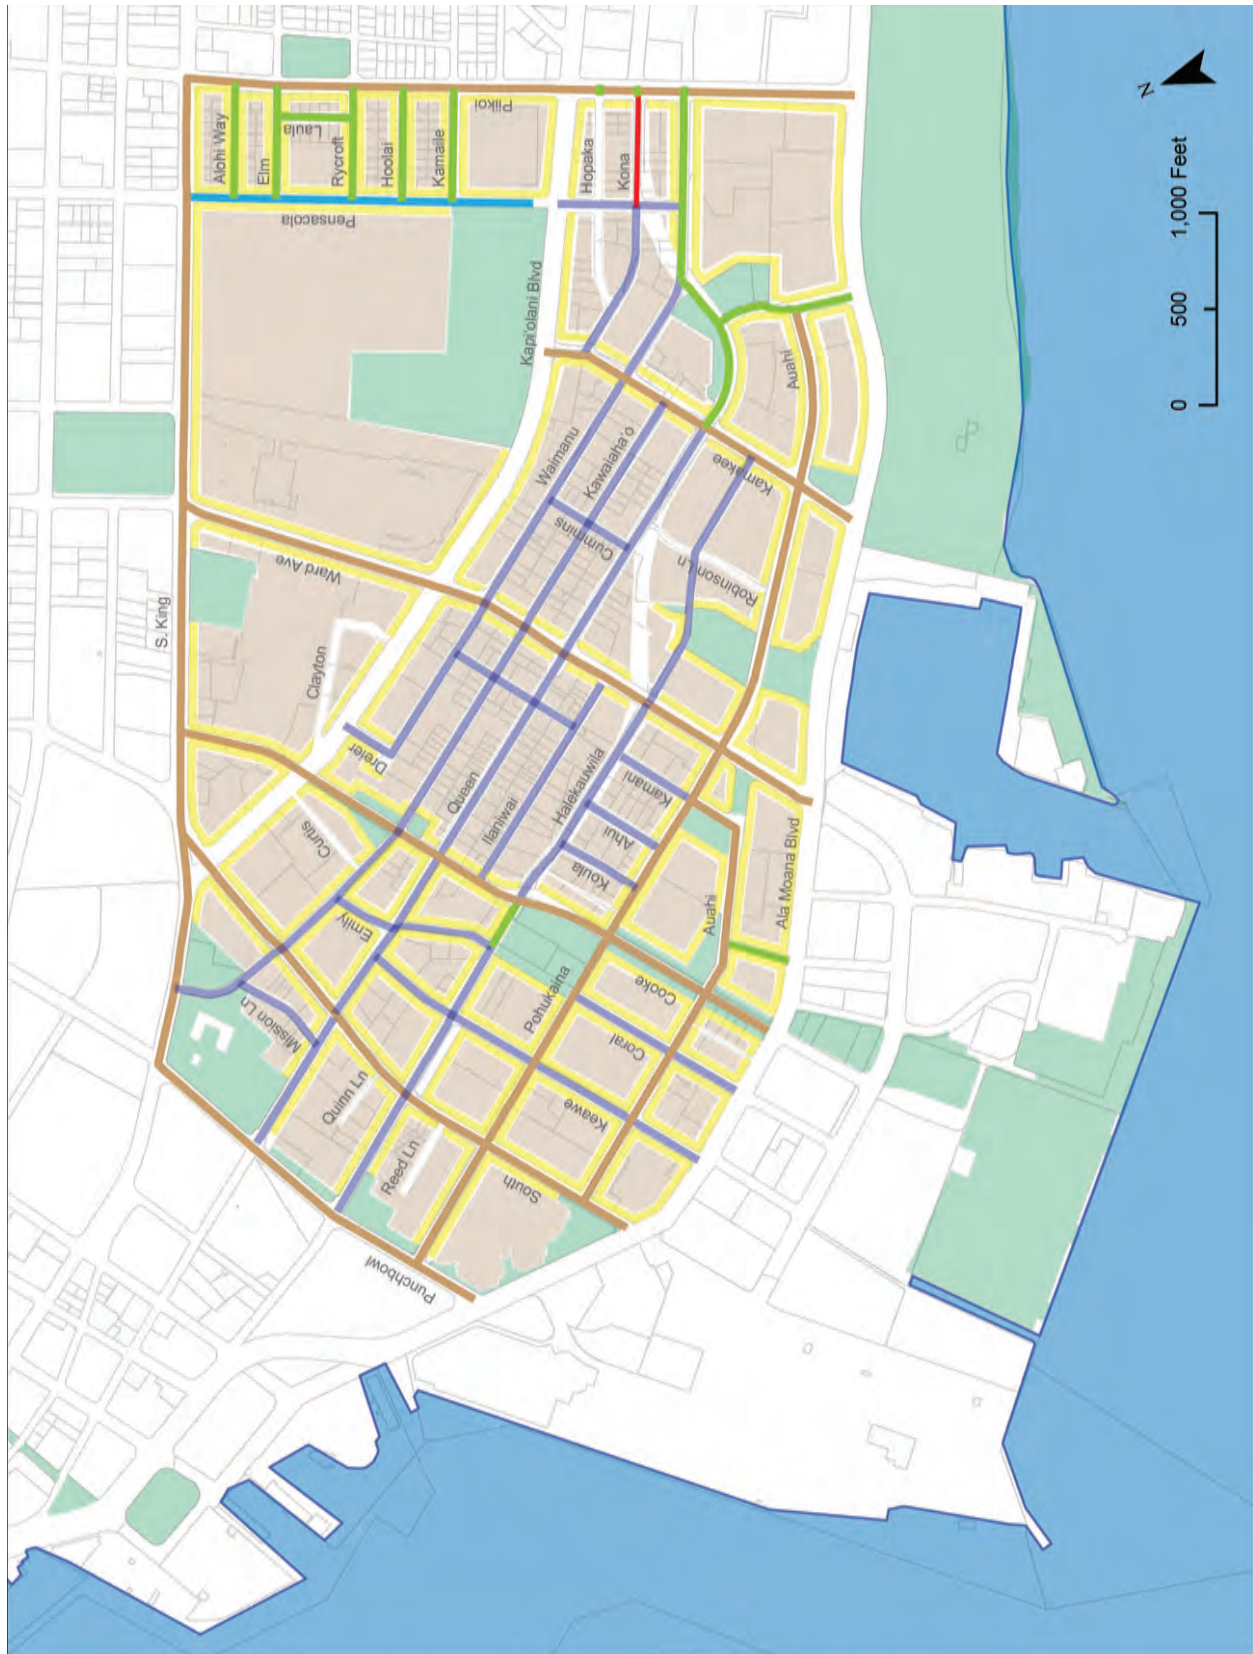 Alohi Way
Elm
Laula
Rycroft
Hoolai
Kamaile
Piikoi
Hopaka
Kona
N
Pensacola
Kapi'olani Blvd
0 500 1,000 Feet
Auahi
Waimanu
Kawaiaha'o
Kamakee
Cummins
Robinson Ln
Ward Ave
S. King
Clayton
Dreier
Queen
Ilaniwai
Halekauwila
Kamani
Ahui
Koula
Curtis
Emily
Auahi
Ala Moana Blvd
Pohukaina
Cooke
Coral
Keawe
Mission Ln
Quinn Ln
Reed Ln
South
Punchbowl